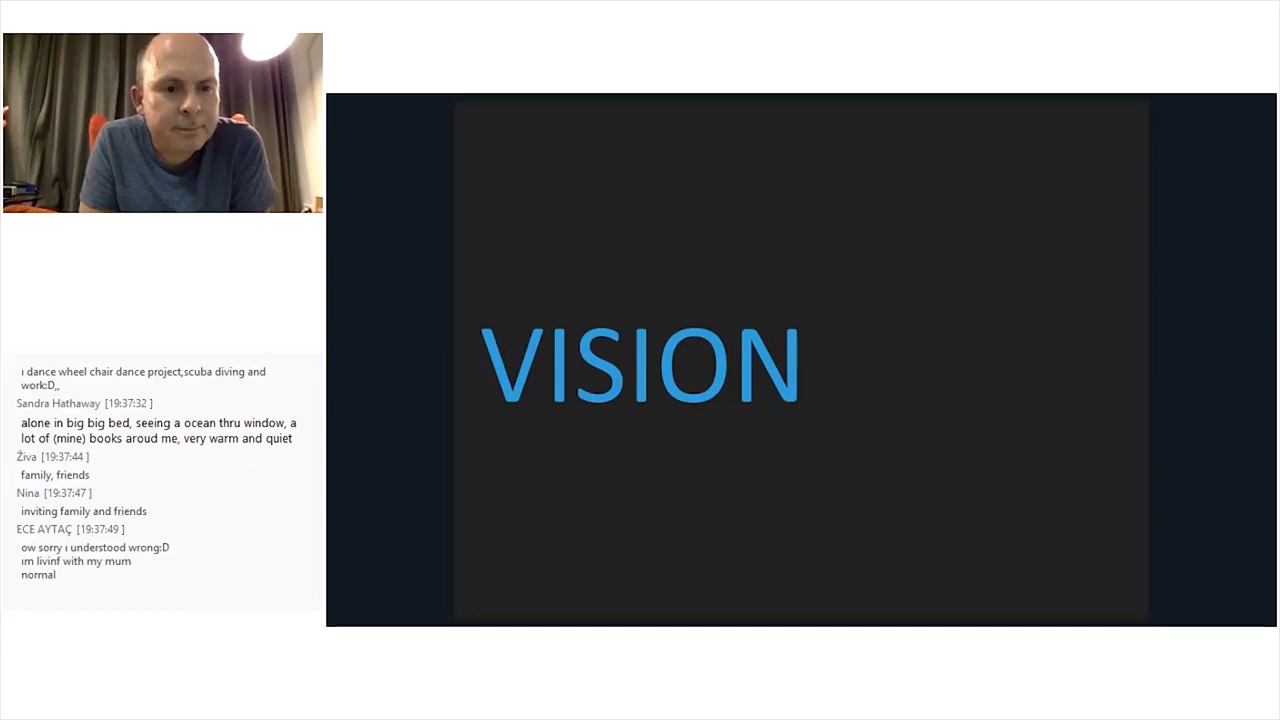 ı dance wheel chair dance project,scuba diving and
work:D,,
Sandra Hathaway [19:37:32 ]
alone in big big bed, seeing a ocean thru window, a
lot of (mine) books aroud me, very warm and quiet
Živa [19:37:44 ]
family, friends
Nina [19:37:47 ]
inviting family and friends
ECE AYTAÇ [19:37:49 ]
ow sorry ı understood wrong:D
ım livinf with my mum
normal
VISION